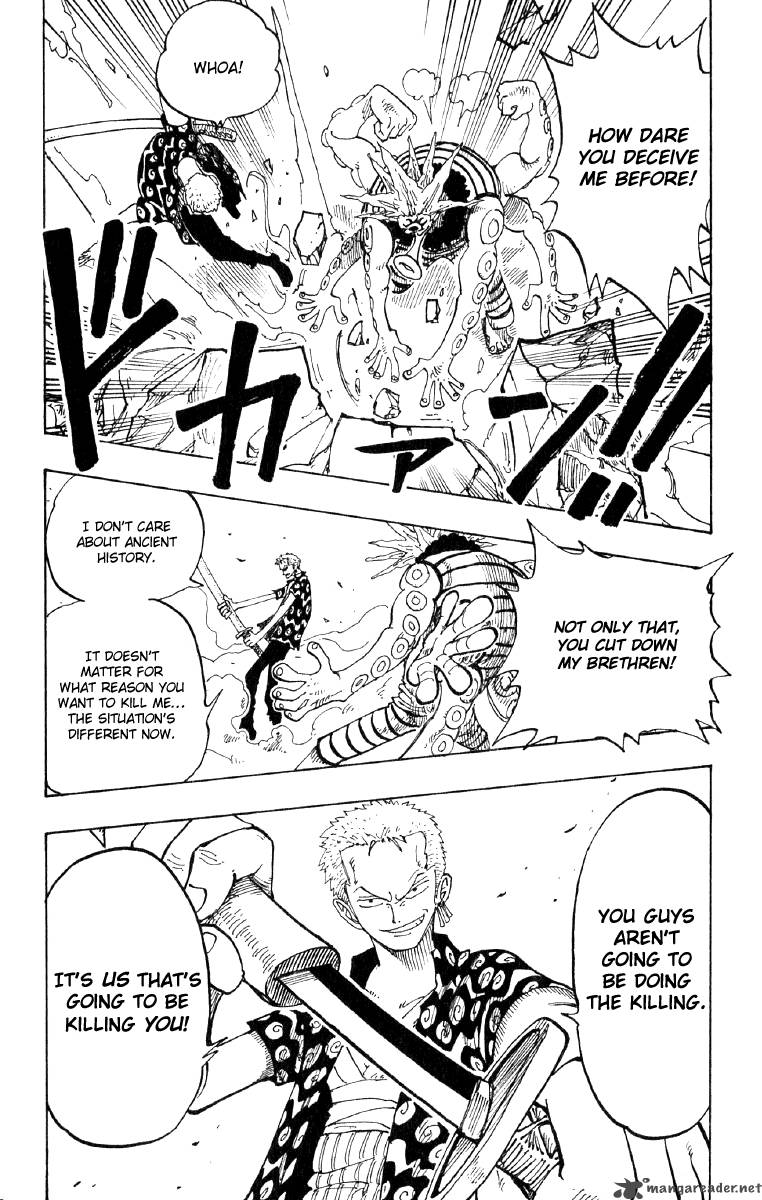 HOW DARE
YOU DECEIVE
ME BEFORE!
WHOA!
ドカァン!!
NOT ONLY THAT,
YOU CUT DOWN
MY BRETHREN!
I DON'T CARE
ABOUT ANCIENT
HISTORY.
IT DOESN'T
MATTER FOR
WHAT REASON YOU
WANT TO KILL ME...
THE SITUATION'S
DIFFERENT NOW.
YOU GUYS
AREN'T
GOING TO
BE DOING
THE KILLING.
IT'S US THAT'S
GOING TO BE
KILLING YOU!
mangareader.net